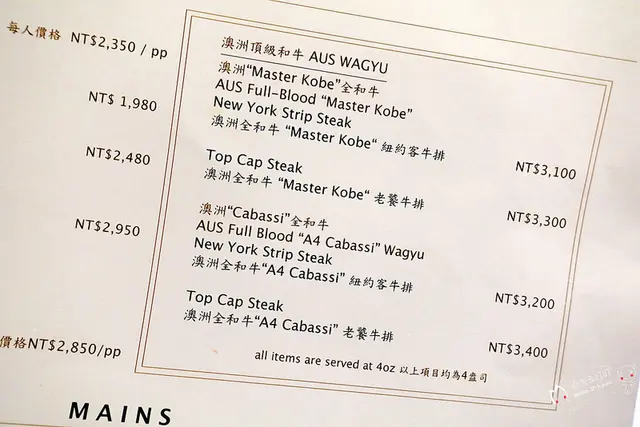 每人價格 NT$2,350 / pp
NT$ 1,980
NT$2,480
NT$2,950
價格NT$2,850/pp
澳洲頂級和牛 AUS WAGYU
澳洲“Master Kobe”全和牛
AUS Full-Blood “Master Kobe”
New York Strip Steak
澳洲全和牛 “Master Kobe“ 紐約客牛排
NT$3,100
Top Cap Steak
澳洲全和牛 “Master Kobe“ 老饕牛排
NT$3,300
澳洲“Cabassi”全和牛
AUS Full Blood “A4 Cabassi” Wagyu
New York Strip Steak
澳洲全和牛“A4 Cabassi” 紐約客牛排
NT$3,200
Top Cap Steak
澳洲全和牛“A4 Cabassi” 老饕牛排
NT$3,400
all items are served at 4oz 以上項目均為4盎司
MAINS